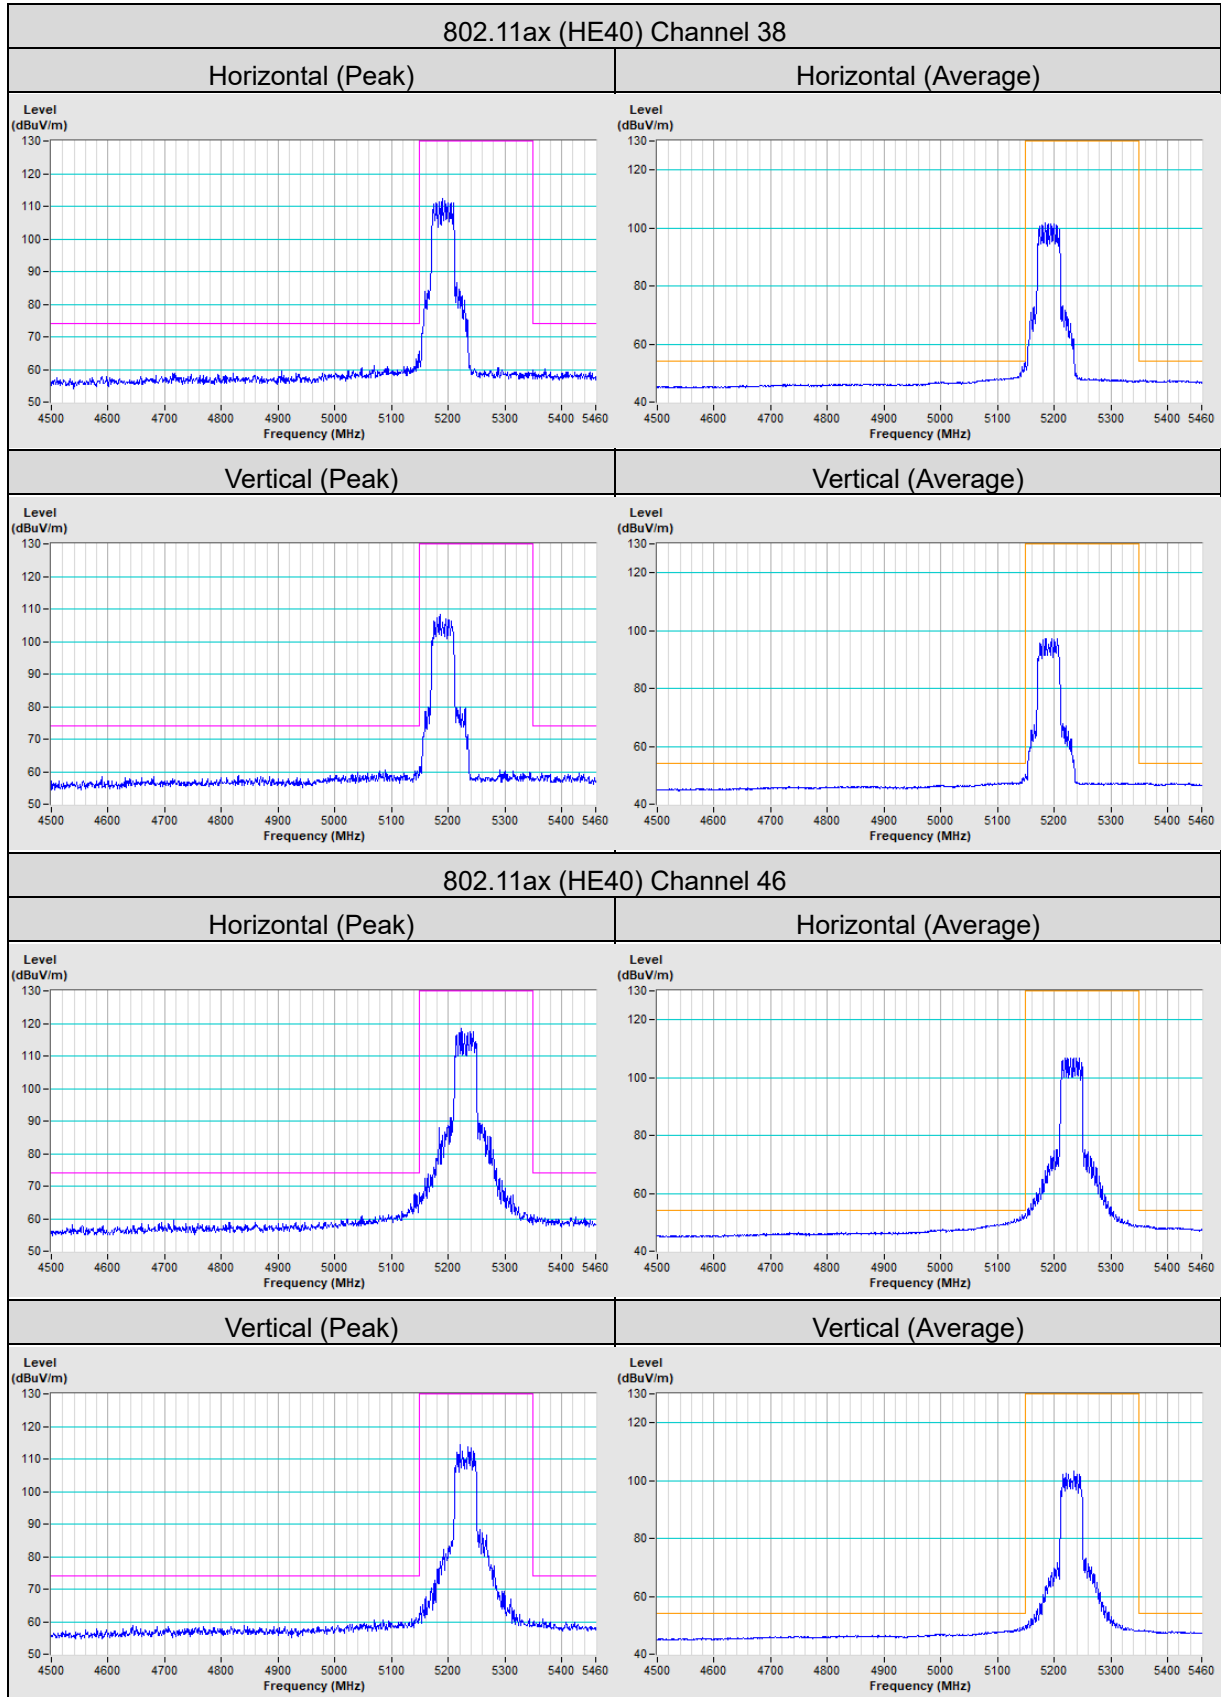 802.11ax (HE40) Channel 38
Horizontal (Peak)
Horizontal (Average)
Level
(dBuV/m)
130
120
110
100
90
80
70
60
50
4500 4600 4700 4800 4900 5000 5100 5200 5300 5400 5460
Frequency (MHz)
Level
(dBuV/m)
130
120
100
80
60
40
4500 4600 4700 4800 4900 5000 5100 5200 5300 5400 5460
Frequency (MHz)
Vertical (Peak)
Vertical (Average)
Level
(dBuV/m)
130
120
110
100
90
80
70
60
50
4500 4600 4700 4800 4900 5000 5100 5200 5300 5400 5460
Frequency (MHz)
Level
(dBuV/m)
130
120
100
80
60
40
4500 4600 4700 4800 4900 5000 5100 5200 5300 5400 5460
Frequency (MHz)
802.11ax (HE40) Channel 46
Horizontal (Peak)
Horizontal (Average)
Level
(dBuV/m)
130
120
110
100
90
80
70
60
50
4500 4600 4700 4800 4900 5000 5100 5200 5300 5400 5460
Frequency (MHz)
Level
(dBuV/m)
130
120
100
80
60
40
4500 4600 4700 4800 4900 5000 5100 5200 5300 5400 5460
Frequency (MHz)
Vertical (Peak)
Vertical (Average)
Level
(dBuV/m)
130
120
110
100
90
80
70
60
50
4500 4600 4700 4800 4900 5000 5100 5200 5300 5400 5460
Frequency (MHz)
Level
(dBuV/m)
130
120
100
80
60
40
4500 4600 4700 4800 4900 5000 5100 5200 5300 5400 5460
Frequency (MHz)